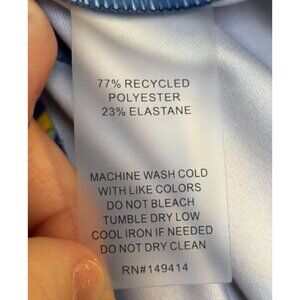 77% RECYCLED
POLYESTER
23% ELASTANE
MACHINE WASH COLD
WITH LIKE COLORS
DO NOT BLEACH
TUMBLE DRY LOW
COOL IRON IF NEEDED
DO NOT DRY CLEAN
RN#149414